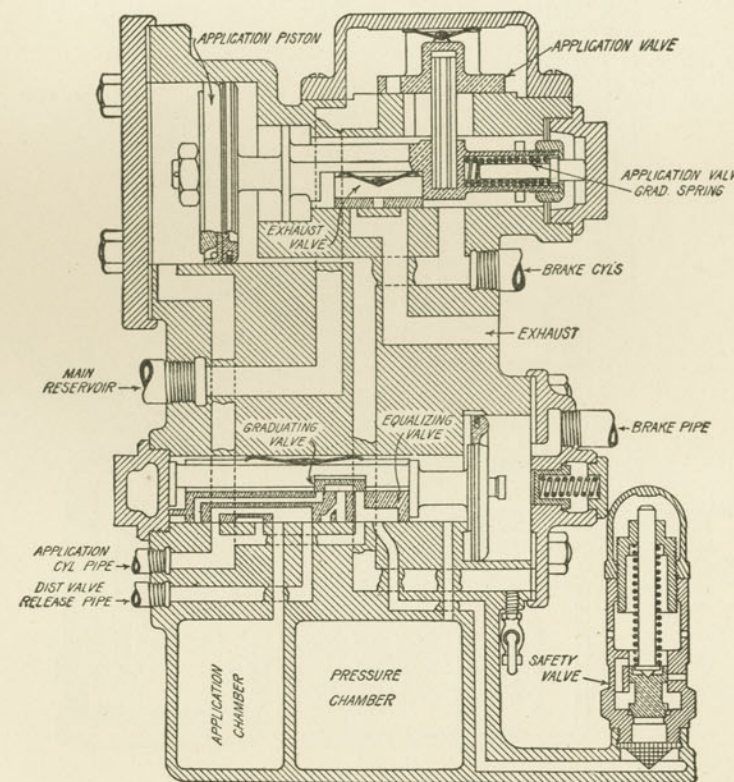 APPLICATION PISTON
APPLICATION VALVE
APPLICATION VALV
GRAD. SPRING
EXHAUST
VALVE
BRAKE CYL'S
EXHAUST
MAIN
RESERVOIR
GRADUATING
VALVE
EQUALIZING
VALVE
BRAKE PIPE
APPLICATION
CYL PIPE
DIST VALVE
RELEASE PIPE
SAFETY
VALVE
APPLICATION
CHAMBER
PRESSURE
CHAMBER